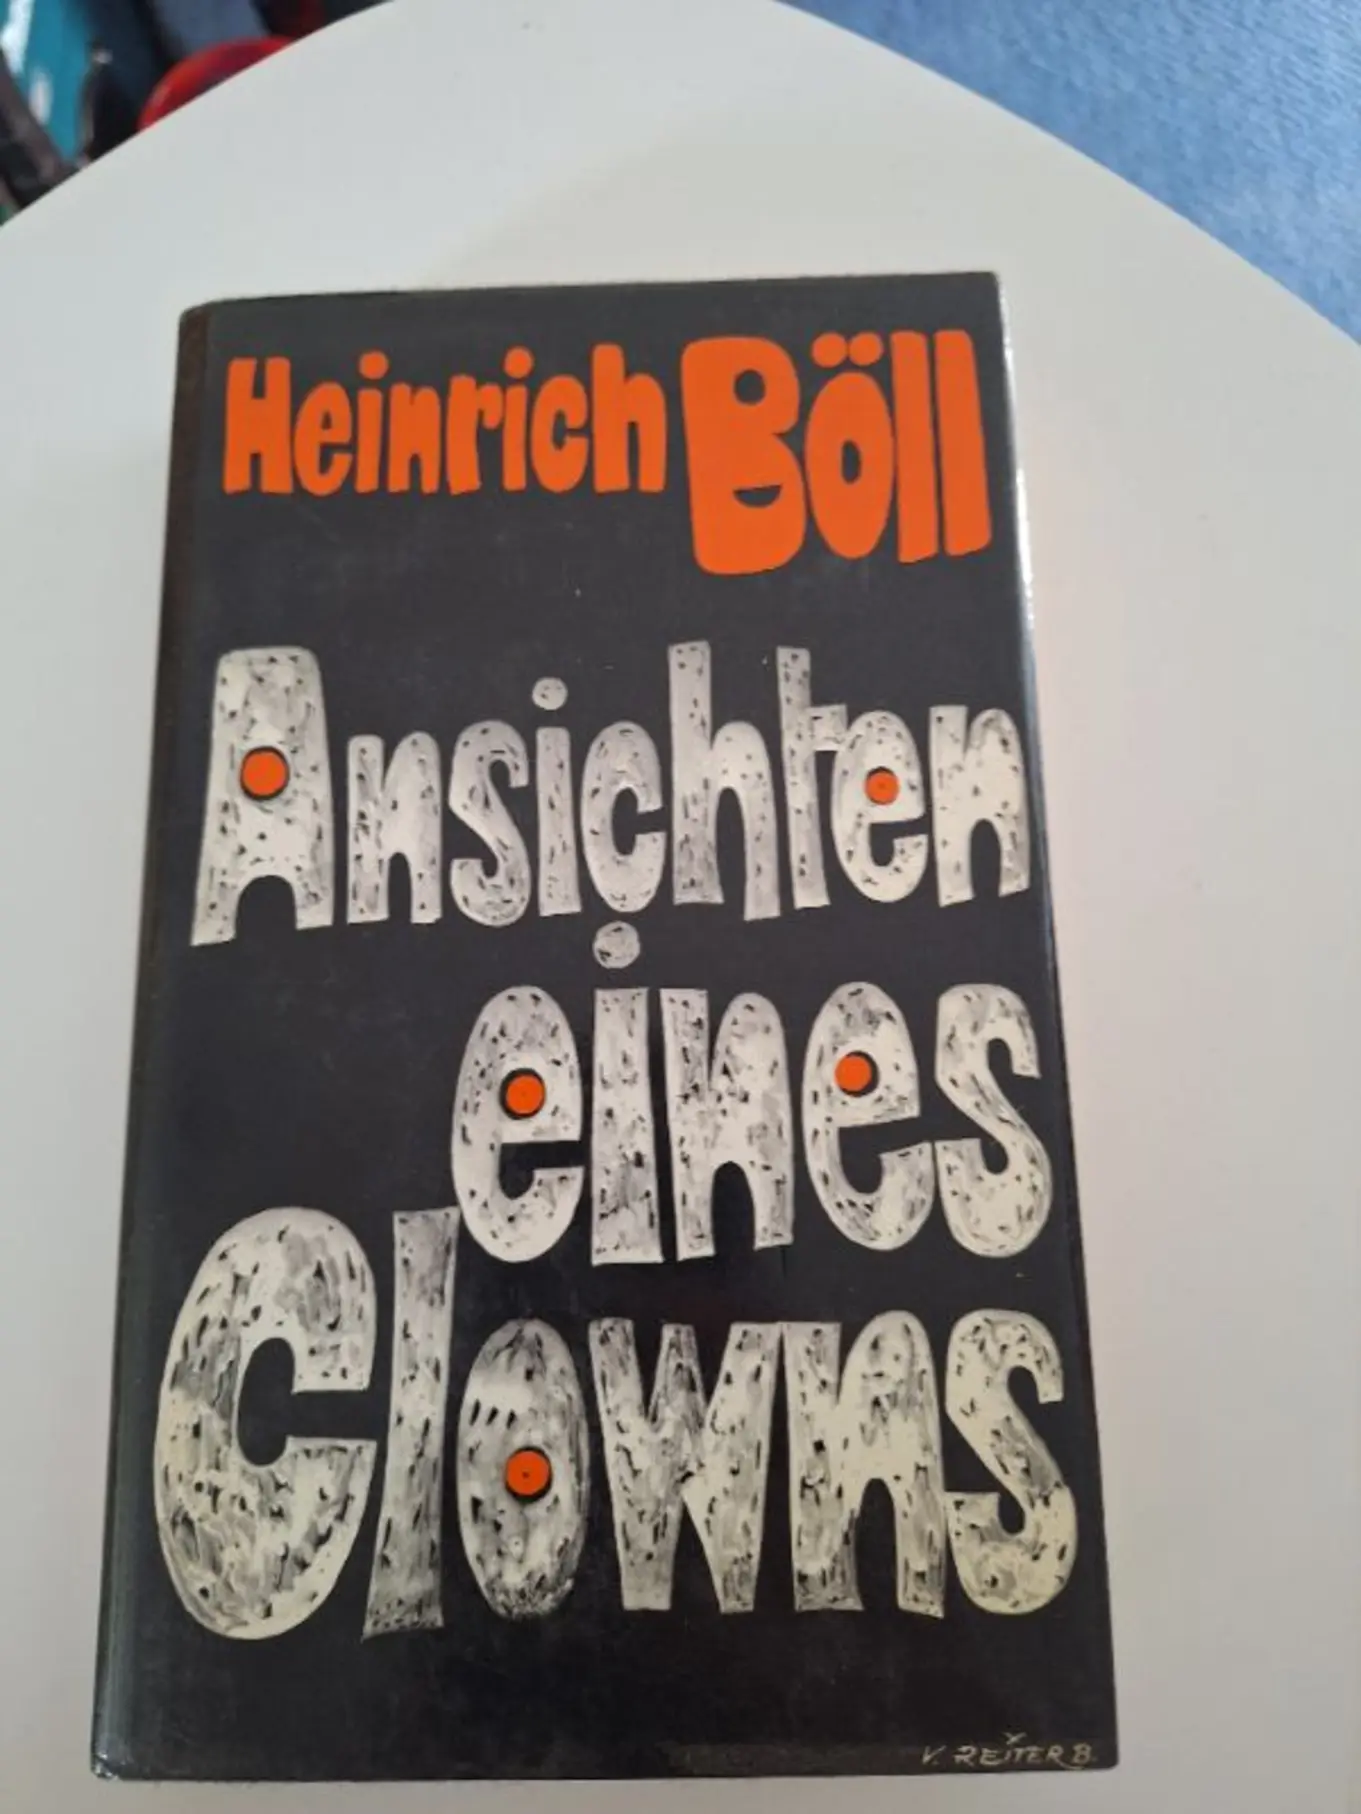 Heinrich Böll
Ansichten
eines
Clowns
V. REITER B.